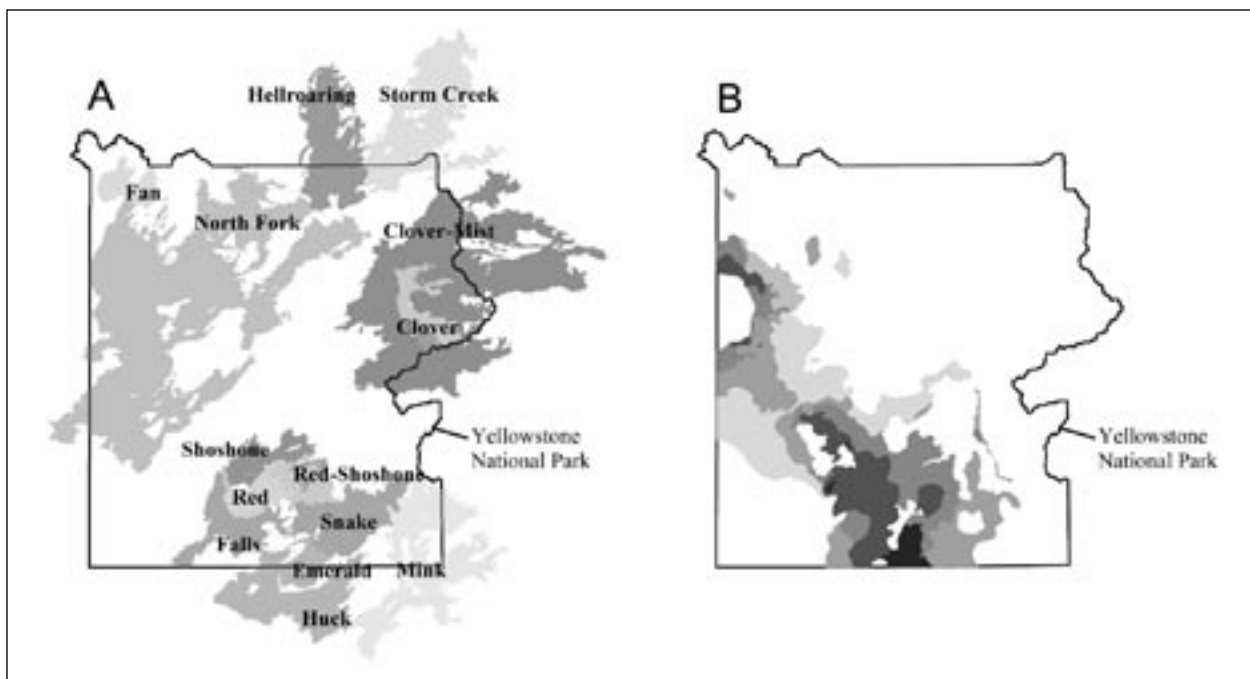 A
Hellroaring
Storm Creek
Fan
North Fork
Clover-Mist
Clover
Yellowstone
National Park
Shoshone
Red-Shoshone
Red
Snake
Falls
Emerald
Mink
Huck
B
Yellowstone
National Park